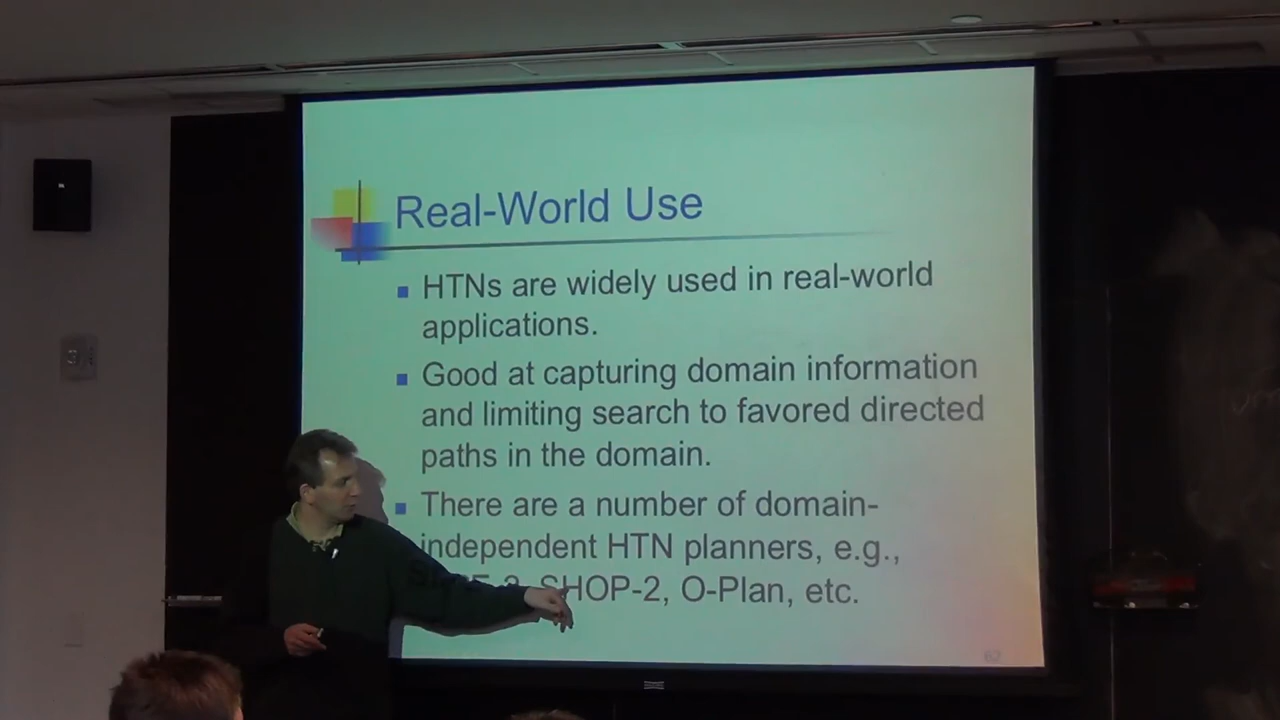 Real-World Use
HTNs are widely used in real-world
applications.
Good at capturing domain information
and limiting search to favored directed
paths in the domain.
There are a number of domain-
independent HTN planners, e.g.,
SHOP-2, O-Plan, etc.
62